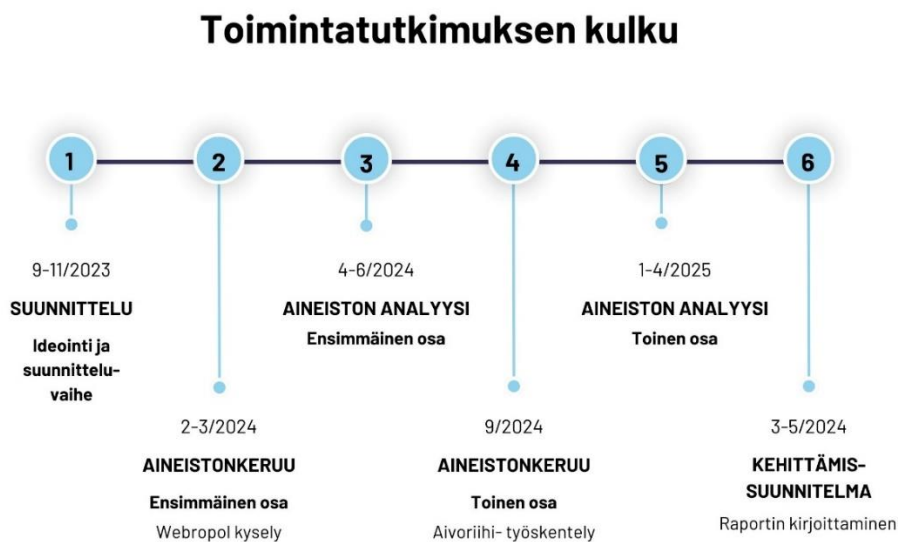 Toimintatutkimuksen kulku
1
2
3
4
5
6
9-11/2023
SUUNNITTELU
Ideointi ja
suunnittelu-
vaihe
2-3/2024
AINEISTONKERUU
Ensimmäinen osa
Webropol kysely
4-6/2024
AINEISTON ANALYYSI
Ensimmäinen osa
9/2024
AINEISTONKERUU
Toinen osa
Aivoriihi- työskentely
1-4/2025
AINEISTON ANALYYSI
Toinen osa
3-5/2024
KEHITTÄMIS-
SUUNNITELMA
Raportin kirjoittaminen